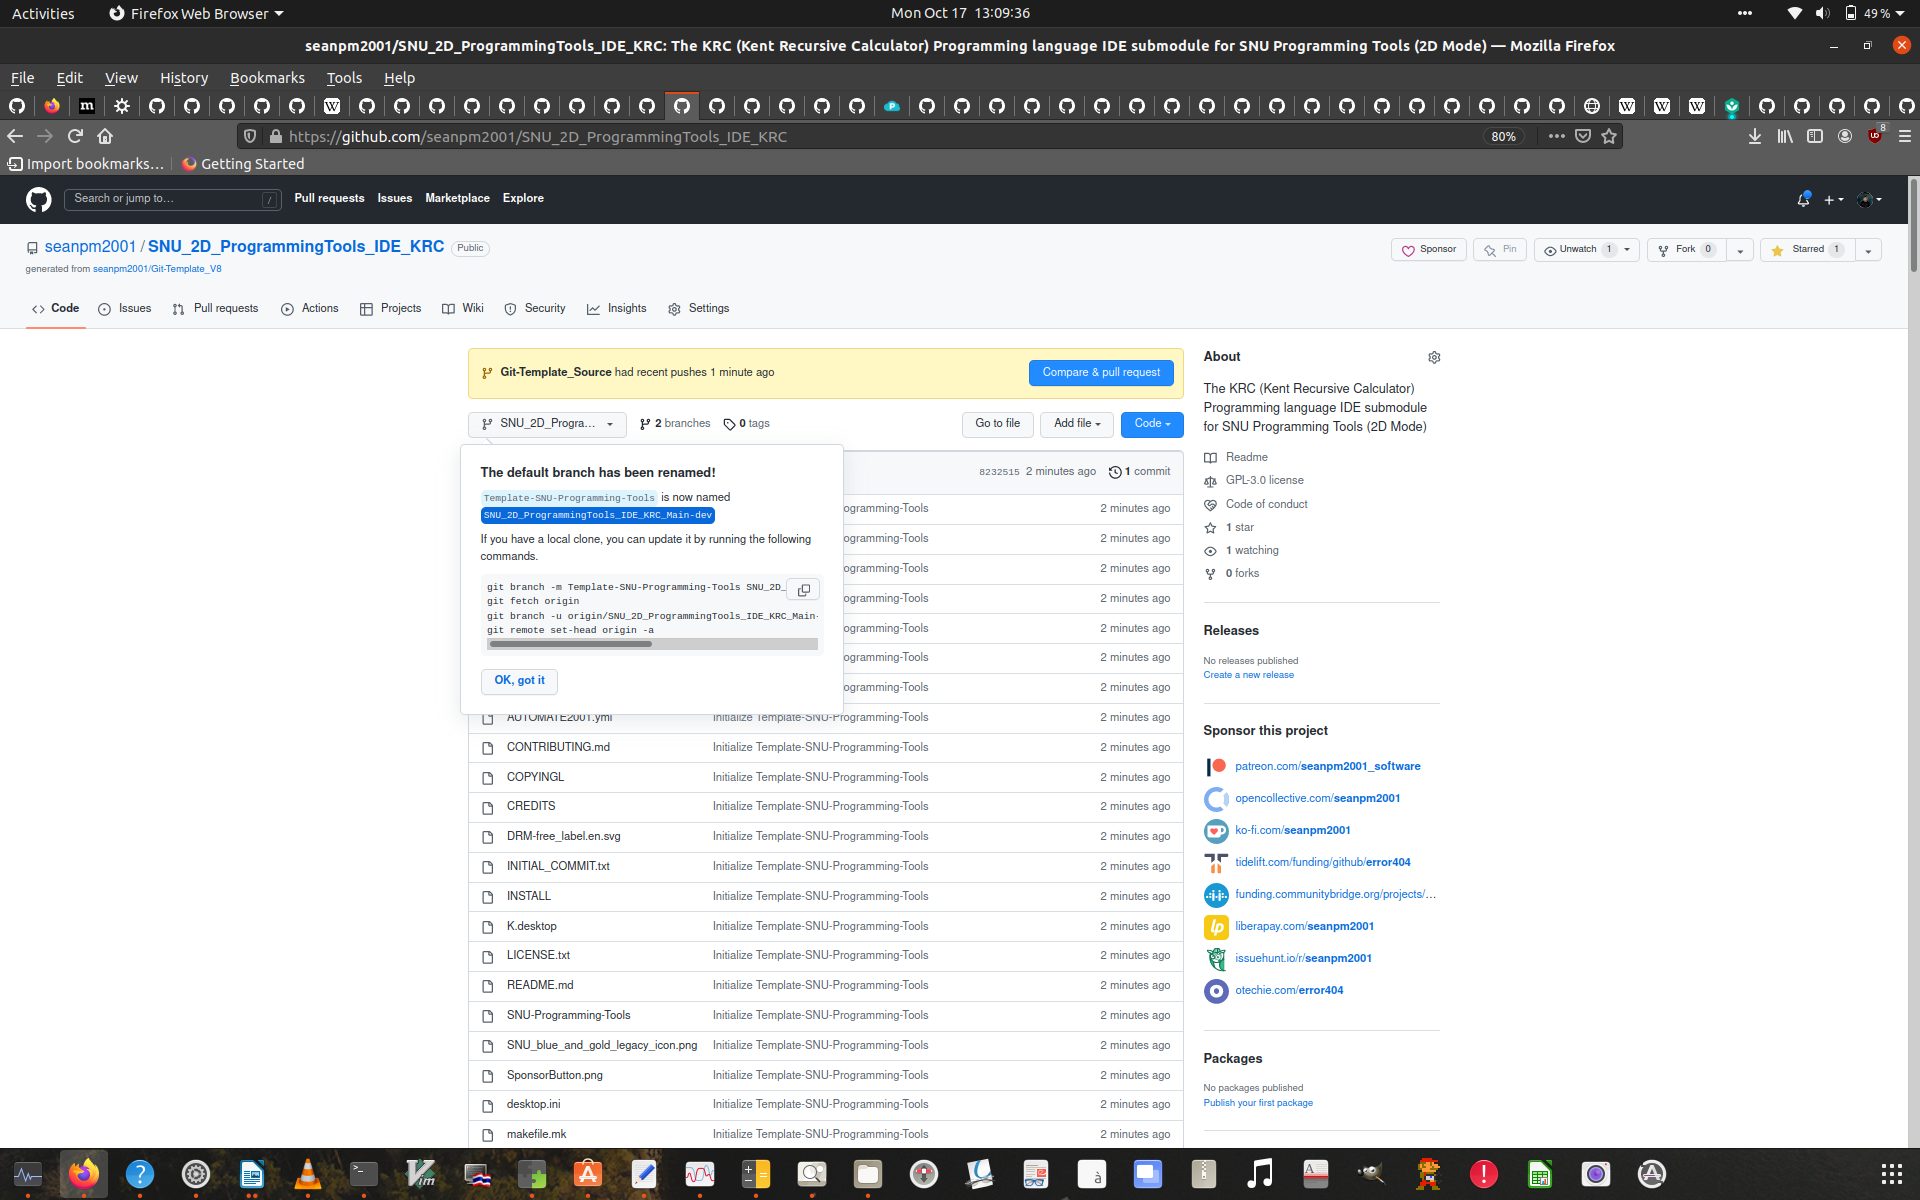 Activities
Firefox Web Browser
Mon Oct 17 13:09:36
49 %
seanpm2001/SNU_2D_ProgrammingTools_IDE_KRC: The KRC (Kent Recursive Calculator) Programming language IDE submodule for SNU Programming Tools (2D Mode) — Mozilla Firefox
File Edit View History Bookmarks Tools Help
https://github.com/seanpm2001/SNU_2D_ProgrammingTools_IDE_KRC
80%
8
Import bookmarks…
Getting Started
Search or jump to…
/
Pull requests Issues Marketplace Explore
seanpm2001 / SNU_2D_ProgrammingTools_IDE_KRC Public
generated from seanpm2001/Git-Template_V8
Sponsor
Pin
Unwatch 1
Fork 0
Starred 1
Code Issues Pull requests Actions Projects Wiki Security Insights Settings
Git-Template_Source had recent pushes 1 minute ago
Compare & pull request
SNU_2D_Progra…
2 branches
0 tags
Go to file
Add file
Code
The default branch has been renamed!
Template-SNU-Programming-Tools is now named
SNU_2D_ProgrammingTools_IDE_KRC_Main-dev
If you have a local clone, you can update it by running the following
commands.
git branch -m Template-SNU-Programming-Tools SNU_2D_
git fetch origin
git branch -u origin/SNU_2D_ProgrammingTools_IDE_KRC_Main-
git remote set-head origin -a
OK, got it
8232515 2 minutes ago 1 commit
ogramming-Tools 2 minutes ago
ogramming-Tools 2 minutes ago
ogramming-Tools 2 minutes ago
ogramming-Tools 2 minutes ago
ogramming-Tools 2 minutes ago
ogramming-Tools 2 minutes ago
ogramming-Tools 2 minutes ago
AUTOMATE2001.yml Initialize Template-SNU-Programming-Tools 2 minutes ago
CONTRIBUTING.md Initialize Template-SNU-Programming-Tools 2 minutes ago
COPYINGL Initialize Template-SNU-Programming-Tools 2 minutes ago
CREDITS Initialize Template-SNU-Programming-Tools 2 minutes ago
DRM-free_label.en.svg Initialize Template-SNU-Programming-Tools 2 minutes ago
INITIAL_COMMIT.txt Initialize Template-SNU-Programming-Tools 2 minutes ago
INSTALL Initialize Template-SNU-Programming-Tools 2 minutes ago
K.desktop Initialize Template-SNU-Programming-Tools 2 minutes ago
LICENSE.txt Initialize Template-SNU-Programming-Tools 2 minutes ago
README.md Initialize Template-SNU-Programming-Tools 2 minutes ago
SNU-Programming-Tools Initialize Template-SNU-Programming-Tools 2 minutes ago
SNU_blue_and_gold_legacy_icon.png Initialize Template-SNU-Programming-Tools 2 minutes ago
SponsorButton.png Initialize Template-SNU-Programming-Tools 2 minutes ago
desktop.ini Initialize Template-SNU-Programming-Tools 2 minutes ago
makefile.mk Initialize Template-SNU-Programming-Tools 2 minutes ago
About
The KRC (Kent Recursive Calculator)
Programming language IDE submodule
for SNU Programming Tools (2D Mode)
Readme
GPL-3.0 license
Code of conduct
1 star
1 watching
0 forks
Releases
No releases published
Create a new release
Sponsor this project
patreon.com/seanpm2001_software
opencollective.com/seanpm2001
ko-fi.com/seanpm2001
tidelift.com/funding/github/error404
funding.communitybridge.org/projects/…
liberapay.com/seanpm2001
issuehunt.io/r/seanpm2001
otechie.com/error404
Packages
No packages published
Publish your first package